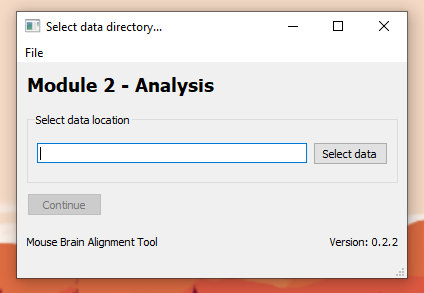 Select data directory...
File
Module 2 - Analysis
Select data location
Select data
Continue
Mouse Brain Alignment Tool Version: 0.2.2